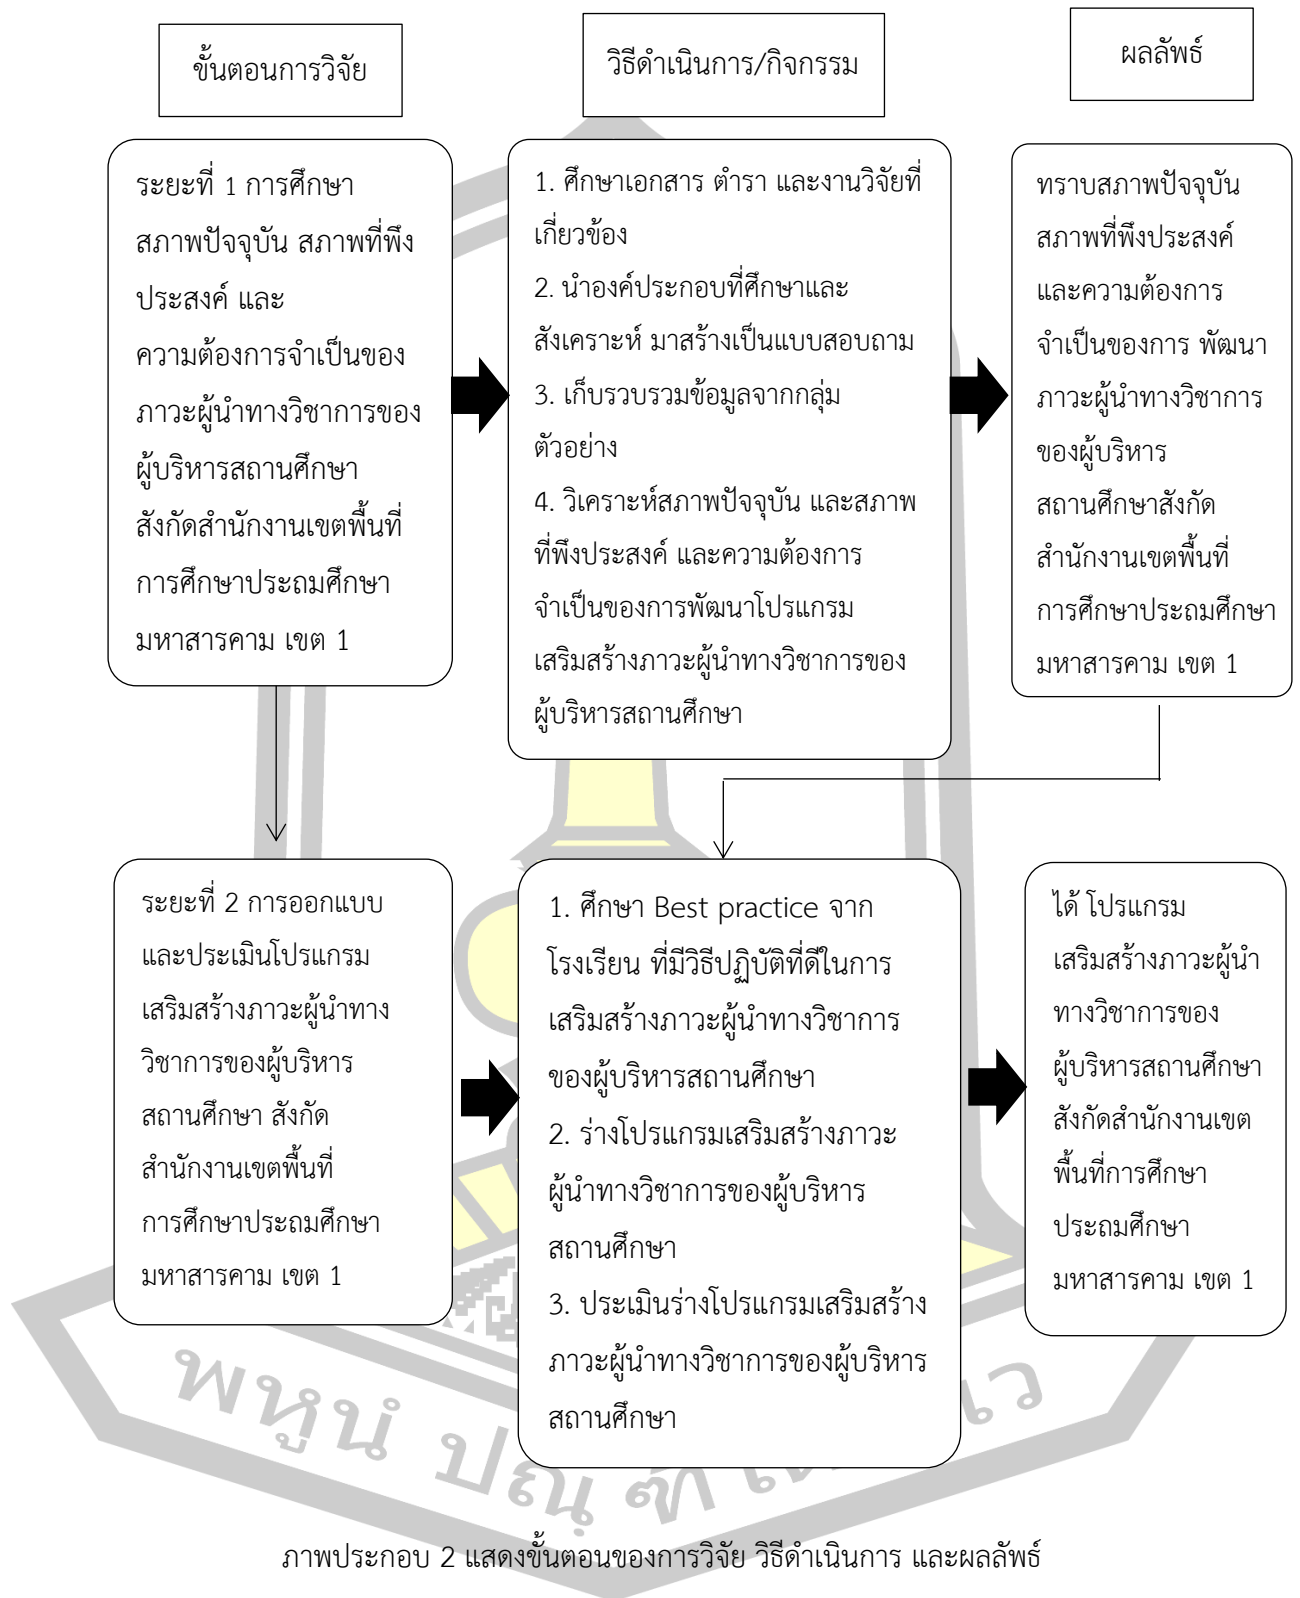 ขั้นตอนการวิจัย
วิธีดำเนินการ/กิจกรรม
ผลลัพธ์
ระยะที่ 1 การศึกษา
สภาพปัจจุบัน สภาพที่พึง
ประสงค์ และ
ความต้องการจำเป็นของ
ภาวะผู้นำทางวิชาการของ
ผู้บริหารสถานศึกษา
สังกัดสำนักงานเขตพื้นที่
การศึกษาประถมศึกษา
มหาสารคาม เขต 1
1. ศึกษาเอกสาร ตำรา และงานวิจัยที่
เกี่ยวข้อง
2. นำองค์ประกอบที่ศึกษาและ
สังเคราะห์ มาสร้างเป็นแบบสอบถาม
3. เก็บรวบรวมข้อมูลจากกลุ่ม
ตัวอย่าง
4. วิเคราะห์สภาพปัจจุบัน และสภาพ
ที่พึงประสงค์ และความต้องการ
จำเป็นของการพัฒนาโปรแกรม
เสริมสร้างภาวะผู้นำทางวิชาการของ
ผู้บริหารสถานศึกษา
ทราบสภาพปัจจุบัน
สภาพที่พึงประสงค์
และความต้องการ
จำเป็นของการ พัฒนา
ภาวะผู้นำทางวิชาการ
ของผู้บริหาร
สถานศึกษาสังกัด
สำนักงานเขตพื้นที่
การศึกษาประถมศึกษา
มหาสารคาม เขต 1
ระยะที่ 2 การออกแบบ
และประเมินโปรแกรม
เสริมสร้างภาวะผู้นำทาง
วิชาการของผู้บริหาร
สถานศึกษา สังกัด
สำนักงานเขตพื้นที่
การศึกษาประถมศึกษา
มหาสารคาม เขต 1
1. ศึกษา Best practice จาก
โรงเรียน ที่มีวิธีปฏิบัติที่ดีในการ
เสริมสร้างภาวะผู้นำทางวิชาการ
ของผู้บริหารสถานศึกษา
2. ร่างโปรแกรมเสริมสร้างภาวะ
ผู้นำทางวิชาการของผู้บริหาร
สถานศึกษา
3. ประเมินร่างโปรแกรมเสริมสร้าง
ภาวะผู้นำทางวิชาการของผู้บริหาร
สถานศึกษา
ได้ โปรแกรม
เสริมสร้างภาวะผู้นำ
ทางวิชาการของ
ผู้บริหารสถานศึกษา
สังกัดสำนักงานเขต
พื้นที่การศึกษา
ประถมศึกษา
มหาสารคาม เขต 1
พหูนํ
ภาพประกอบ 2 แสดงขั้นตอนของการวิจัย วิธีดำเนินการ และผลลัพธ์